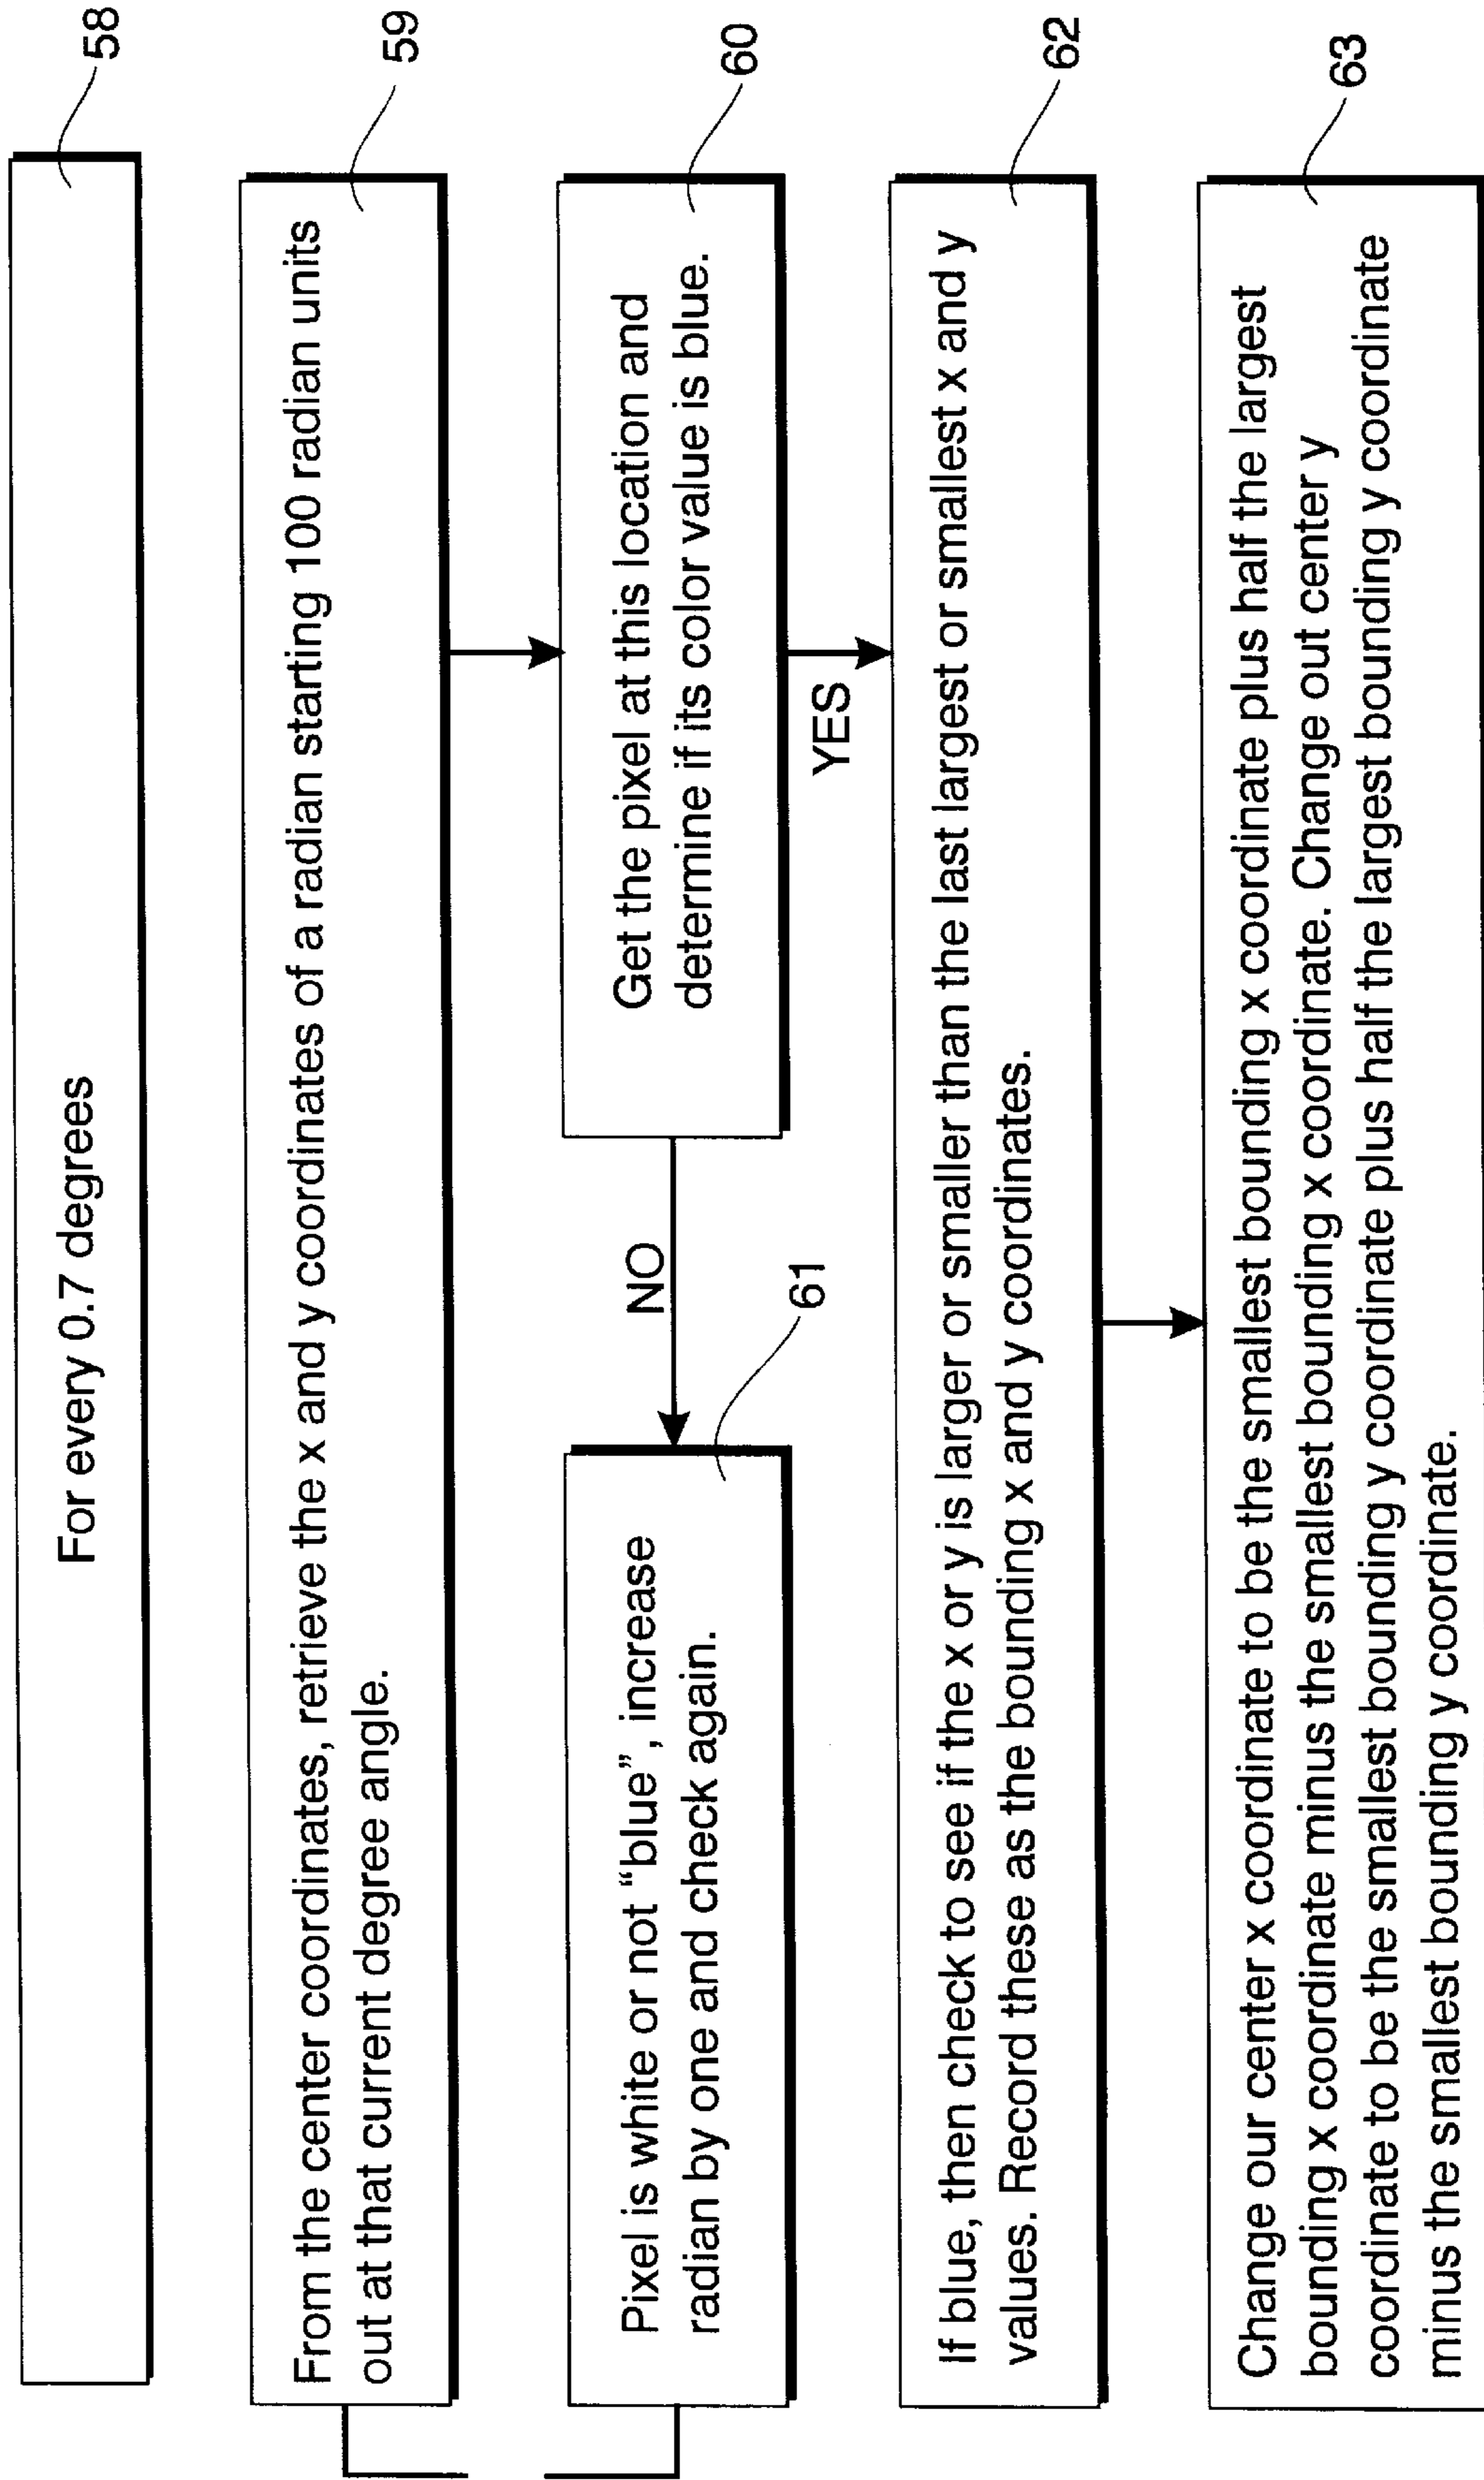 For every 0.7 degrees
58
From the center coordinates, retrieve the x and y coordinates of a radian starting 100 radian units
out at that current degree angle.
59
Get the pixel at this location and
determine if its color value is blue.
60
NO
Pixel is white or not “blue”, increase
radian by one and check again.
61
YES
If blue, then check to see if the x or y is larger or smaller than the last largest or smallest x and y
values. Record these as the bounding x and y coordinates.
62
Change our center x coordinate to be the smallest bounding x coordinate plus half the largest
bounding x coordinate minus the smallest bounding x coordinate. Change out center y
coordinate to be the smallest bounding y coordinate plus half the largest bounding y coordinate
minus the smallest bounding y coordinate.
63